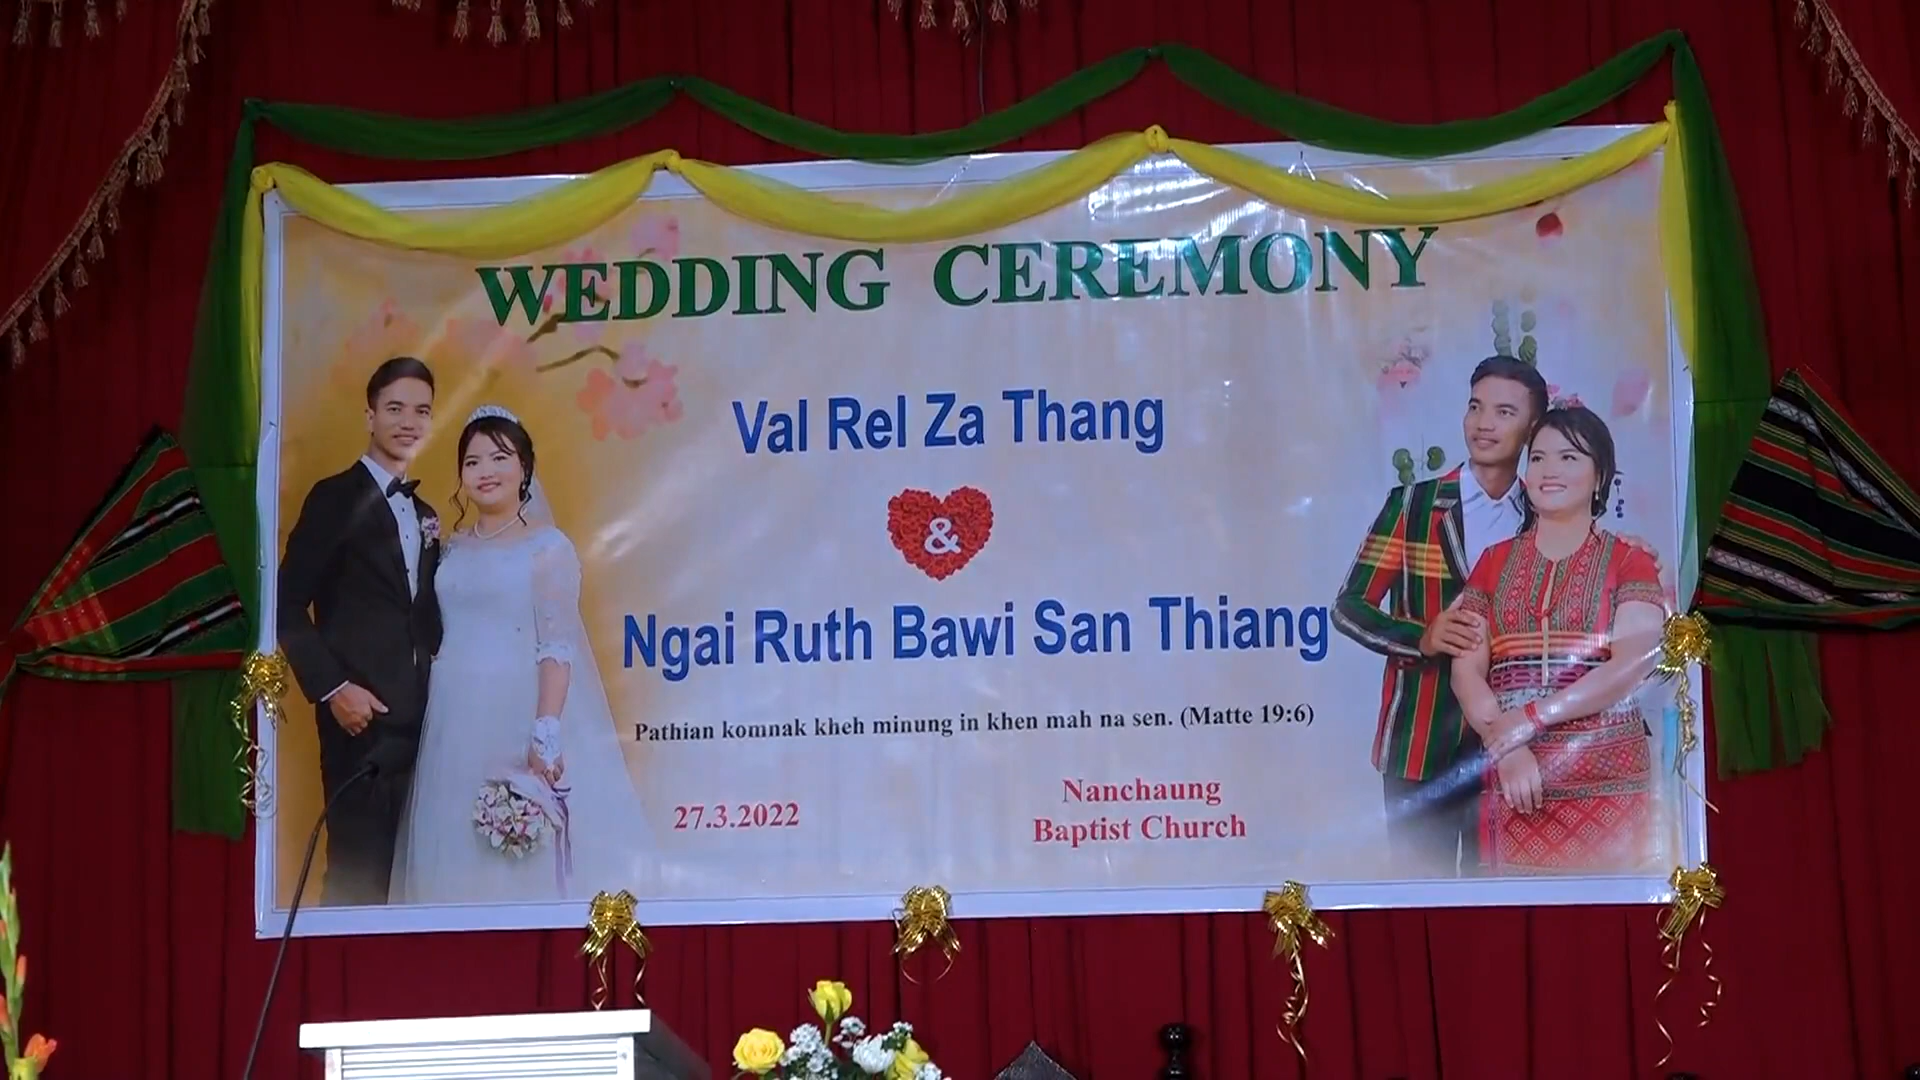 WEDDING CEREMONY
Val Rel Za Thang
&
Ngai Ruth Bawi San Thiang
Pathian komnak kheh minung in khen mah na sen. (Matte 19:6)
27.3.2022
Nanchaung
Baptist Church